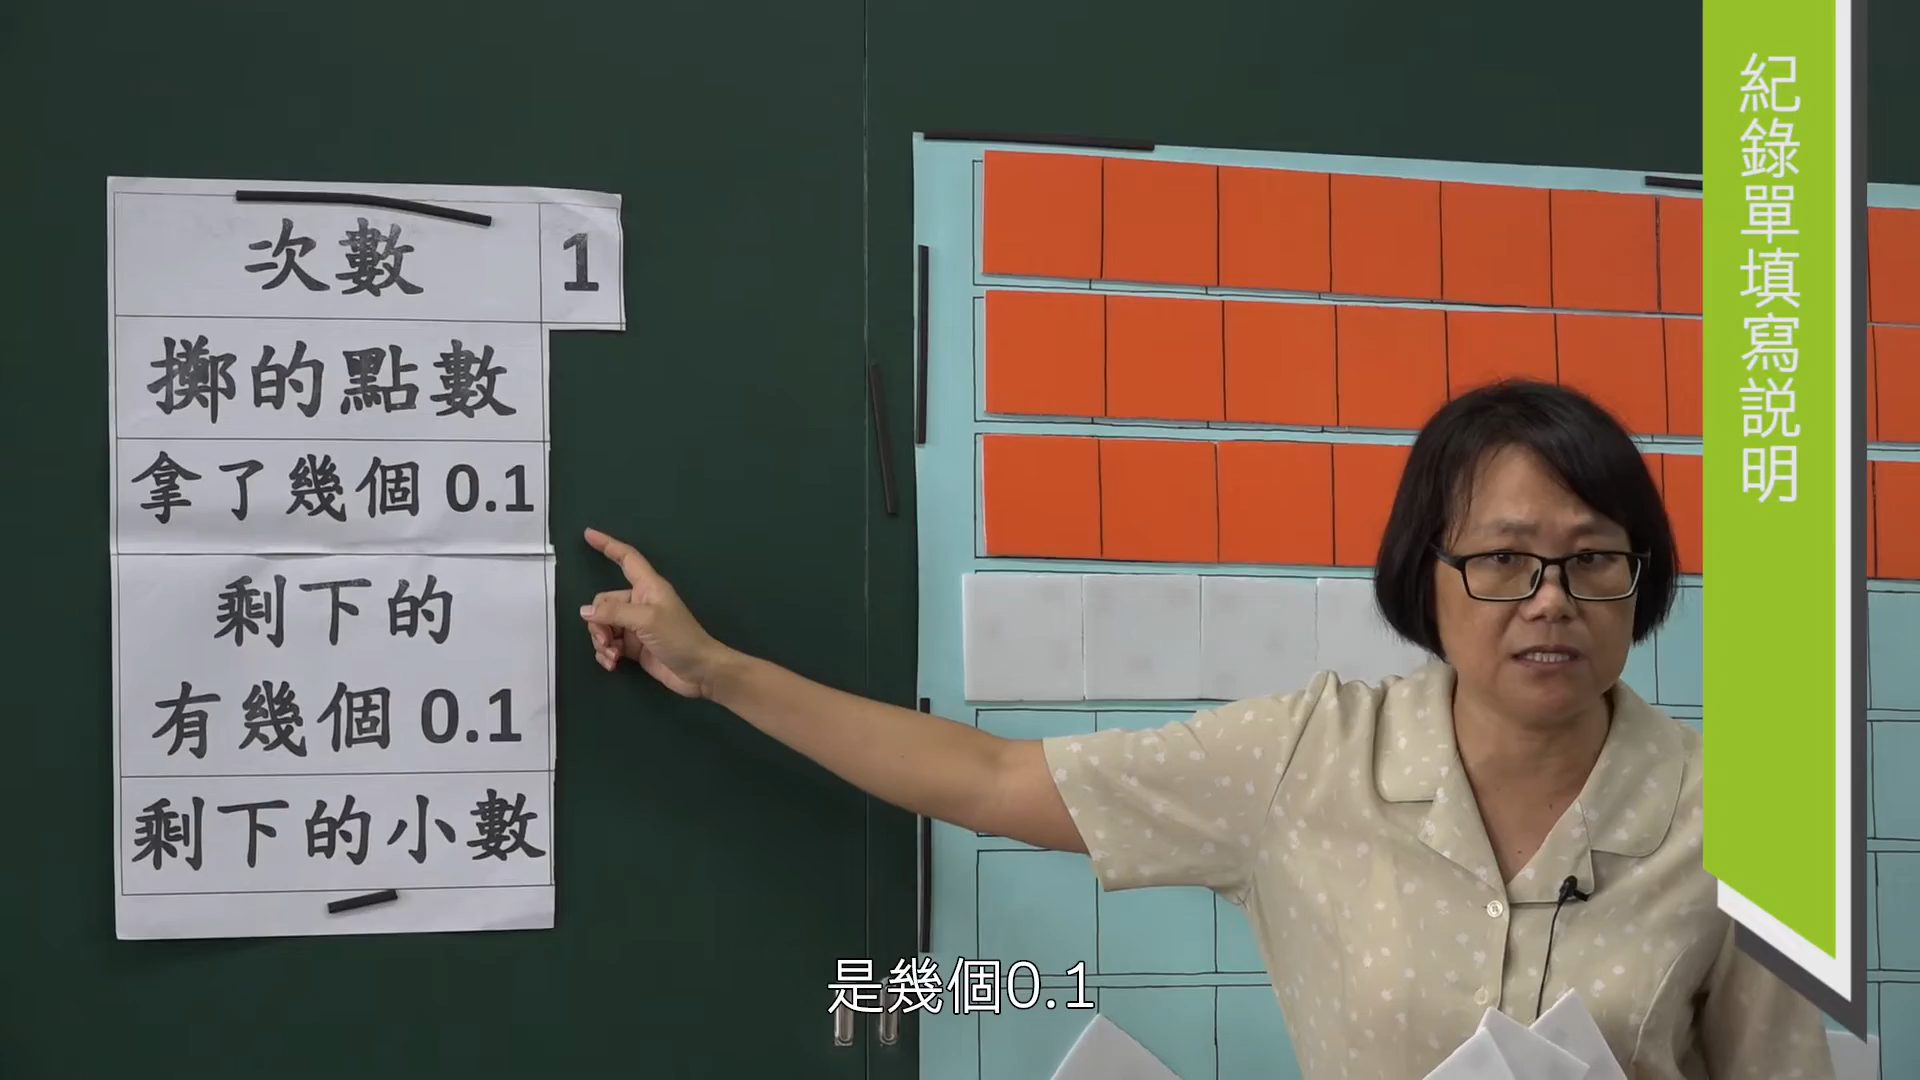 次數 1
擲的點數
拿了幾個 0.1
剩下的
有幾個 0.1
剩下的小數
紀錄單填寫説明
是幾個0.1